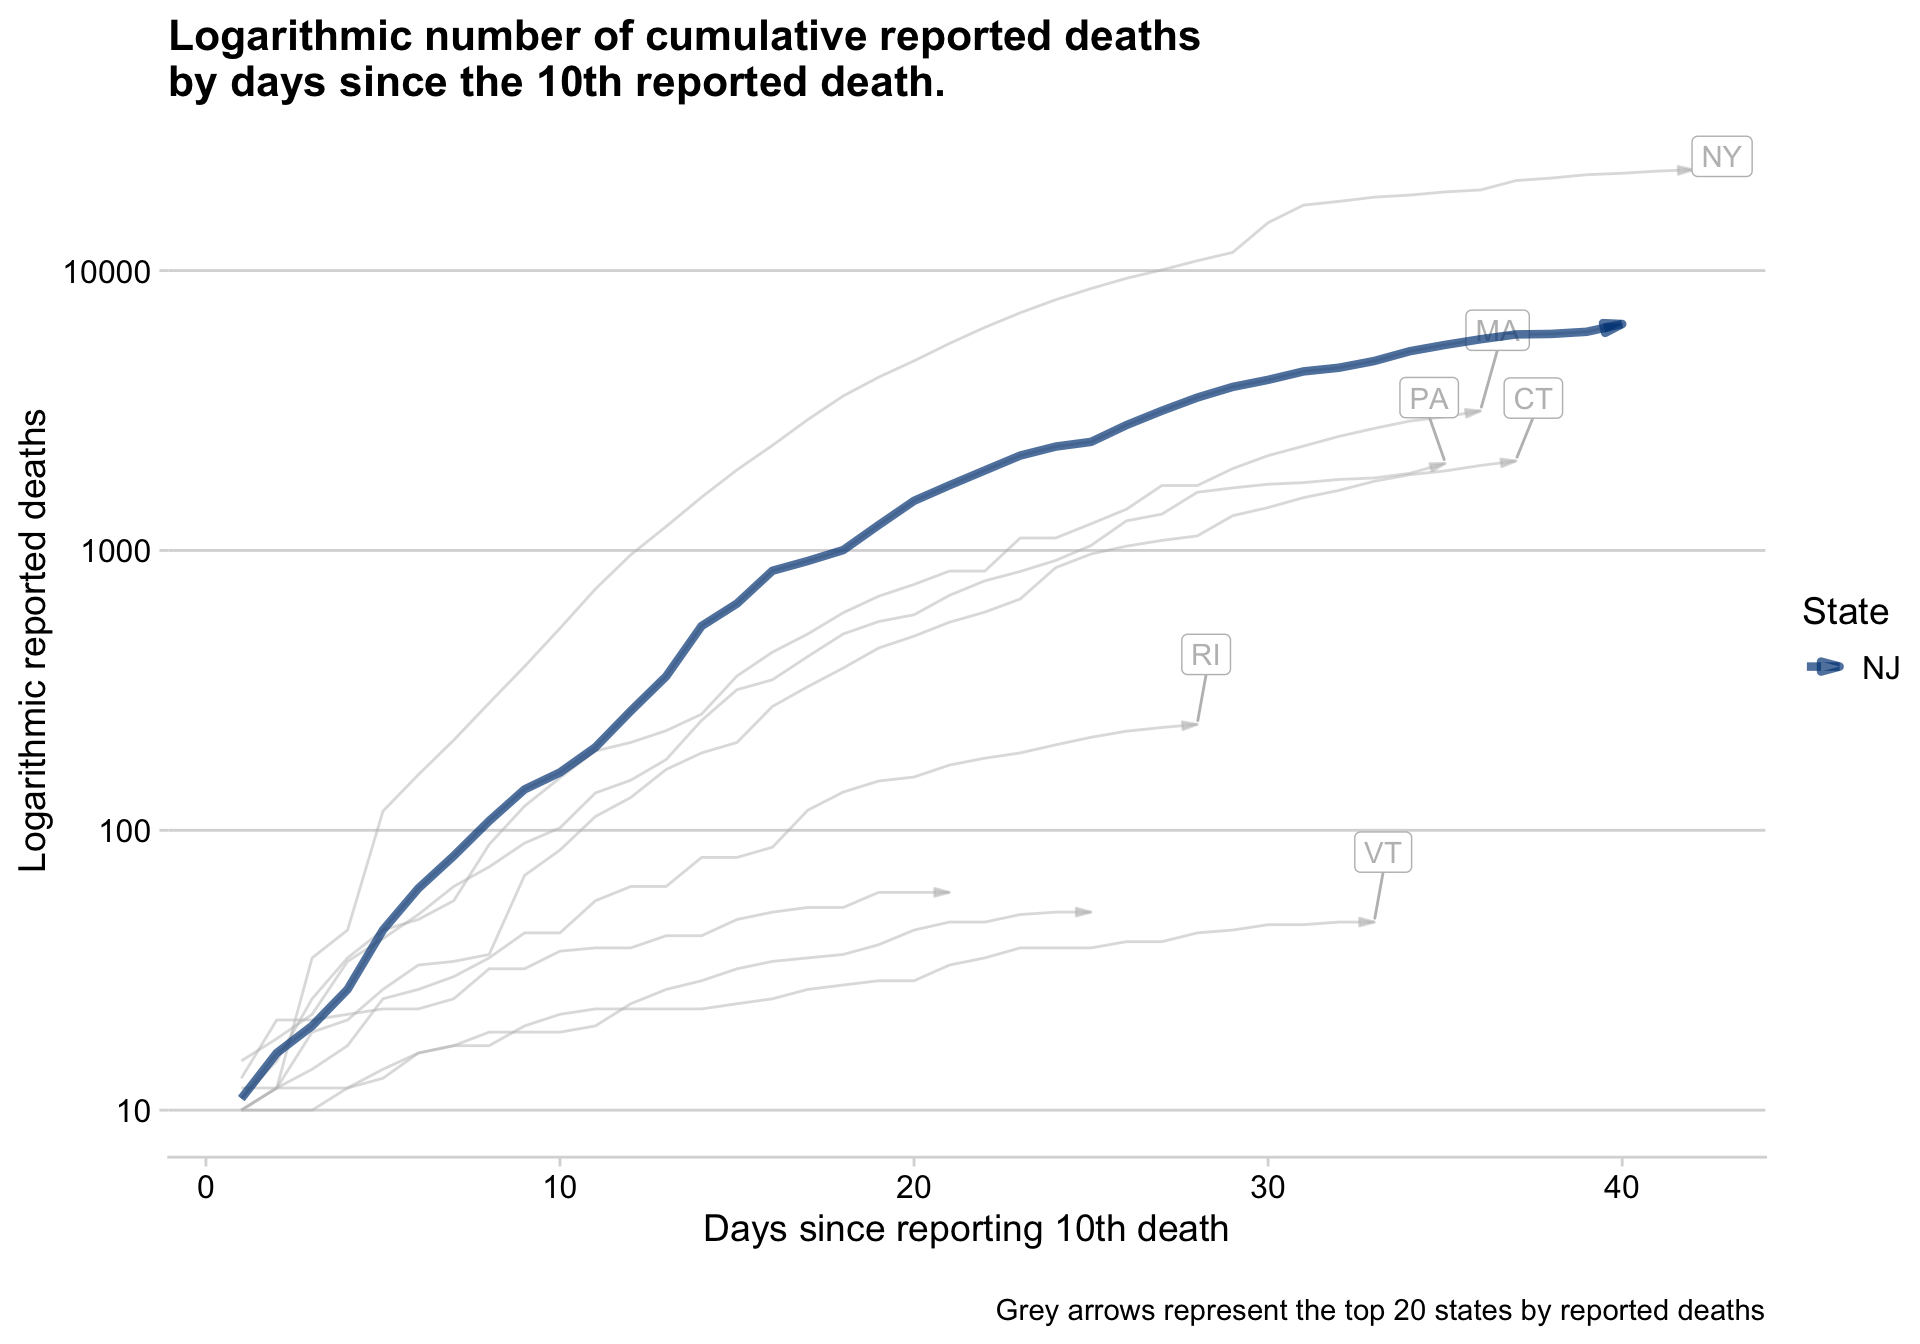 Logarithmic number of cumulative reported deaths
by days since the 10th reported death.
NY
10000
MA
PA
CT
Logarithmic reported deaths
1000
State
NJ
RI
100
VT
10
0
10
20
30
40
Days since reporting 10th death
Grey arrows represent the top 20 states by reported deaths